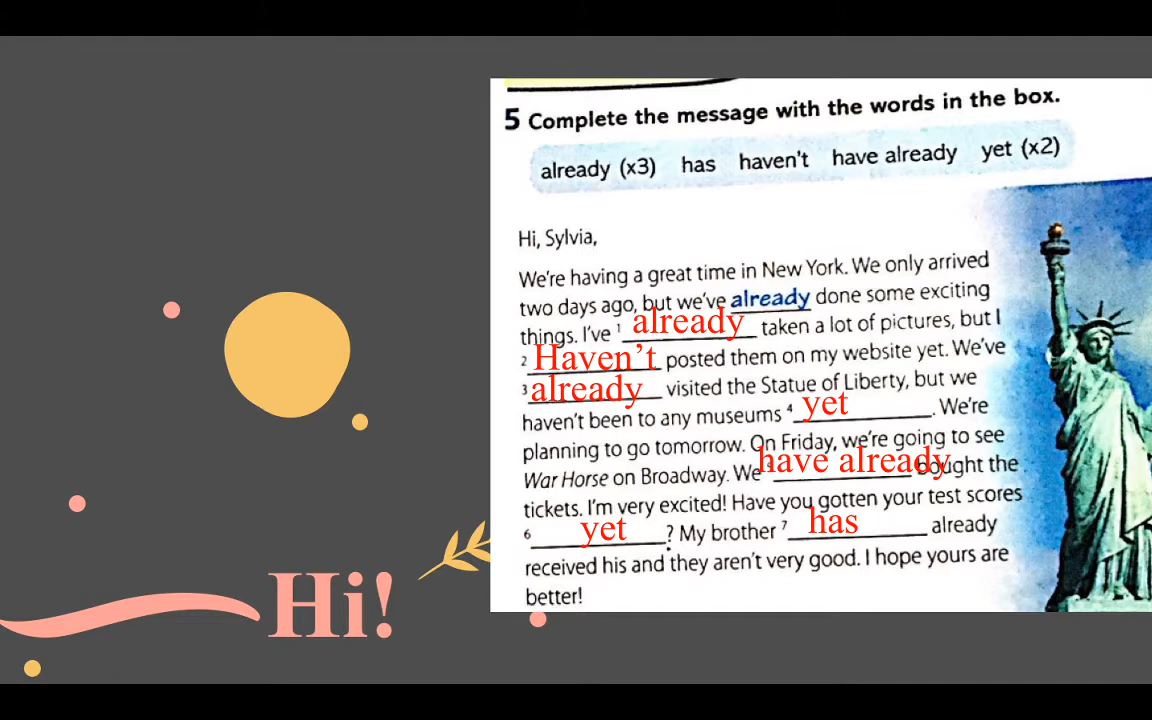 5 Complete the message with the words in the box.
already (x3) has haven't have already yet (x2)
Hi, Sylvia,
We're having a great time in New York. We only arrived
two days ago, but we've already done some exciting
things. I've 1 already taken a lot of pictures, but I
2 Haven't posted them on my website yet. We've
3 already visited the Statue of Liberty, but we
haven't been to any museums 4 yet. We're
planning to go tomorrow. On Friday, we're going to see
War Horse on Broadway. We have already bought the
tickets. I'm very excited! Have you gotten your test scores
6 yet? My brother 7 has already
received his and they aren't very good. I hope yours are
better!
Hi!